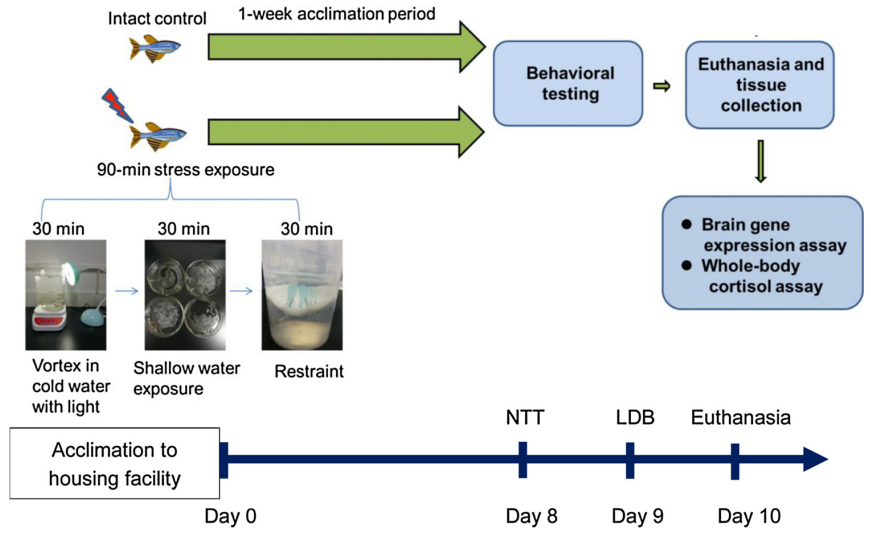 Intact control
1-week acclimation period
Behavioral
testing
Euthanasia and
tissue
collection
90-min stress exposure
30 min
30 min
30 min
Vortex in
cold water
with light
Shallow water
exposure
Restraint
● Brain gene
expression assay
● Whole-body
cortisol assay
Acclimation to
housing facility
NTT
LDB
Euthanasia
Day 0
Day 8
Day 9
Day 10